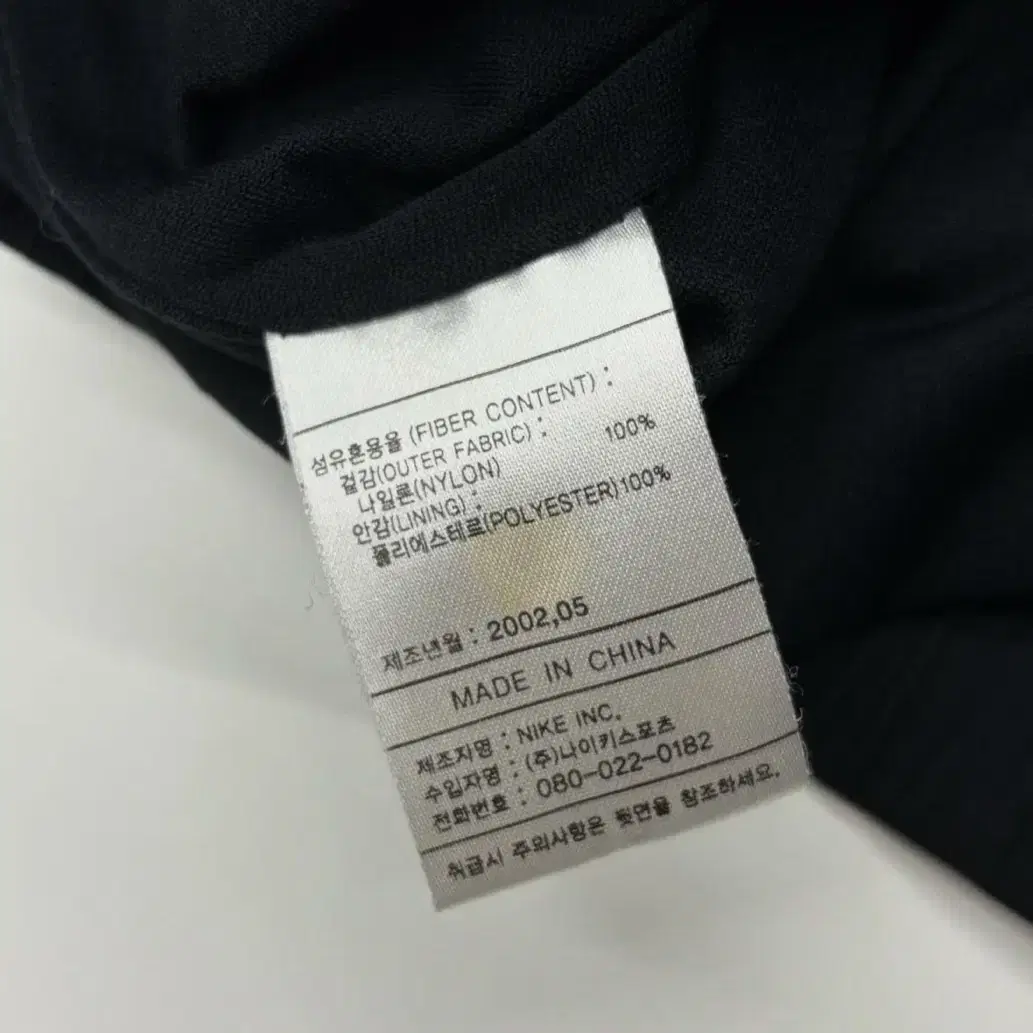 섬유혼용율 (FIBER CONTENT) :
겉감(OUTER FABRIC) :
나일론(NYLON) 100%
안감(LINING) :
폴리에스테르(POLYESTER)100%
제조년월 : 2002,05
MADE IN CHINA
제조자명 : NIKE INC.
수입자명 : (주)나이키스포츠
전화번호 : 080-022-0182
취급시 주의사항은 뒷면을 참조하세요.